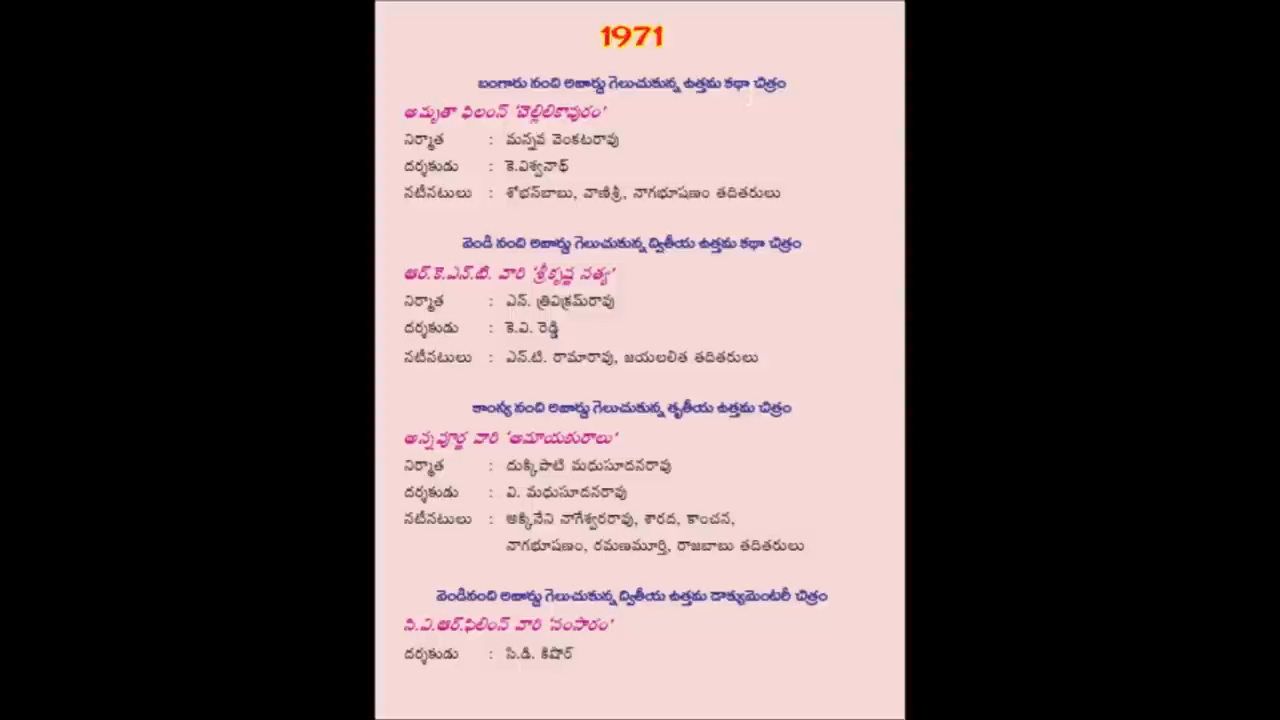 1971
బంగారు నంది అవార్డు గెలుచుకున్న ఉత్తమ కథా చిత్రం
అమృతా ఫిలంస్ 'చెల్లిలికాపురం'
నిర్మాత : మన్నవ వెంకటరావు
దర్శకుడు : కె.విశ్వనాథ్
నటీనటులు : శోభన్‌బాబు, వాణిశ్రీ, నాగభూషణం తదితరులు
వెండి నంది అవార్డు గెలుచుకున్న ద్వితీయ ఉత్తమ కథా చిత్రం
ఆర్.కె.ఎన్.టి. వారి 'శ్రీకృష్ణ సత్య'
నిర్మాత : ఎన్. త్రివిక్రమ్‌రావు
దర్శకుడు : కె.వి. రెడ్డి
నటీనటులు : ఎన్.టి. రామారావు, జయలలిత తదితరులు
కాంస్య నంది అవార్డు గెలుచుకున్న తృతీయ ఉత్తమ చిత్రం
అన్నపూర్ణ వారి 'అమాయకురాలు'
నిర్మాత : దుక్కిపాటి మధుసూదనరావు
దర్శకుడు : వి. మధుసూదనరావు
నటీనటులు : అక్కినేని నాగేశ్వరరావు, శారద, కాంచన,
నాగభూషణం, రమణమూర్తి, రాజబాబు తదితరులు
వెండినంది అవార్డు గెలుచుకున్న ద్వితీయ ఉత్తమ డాక్యుమెంటరీ చిత్రం
సి.వి.ఆర్.ఫిలింస్ వారి 'సంసారం'
దర్శకుడు : సి.డి. కిషోర్